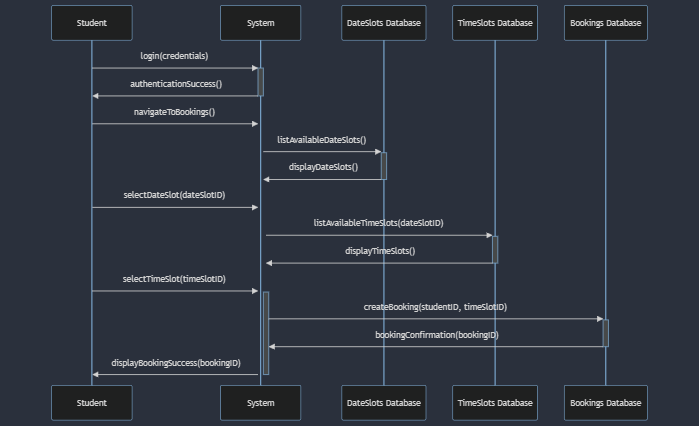 Student
System
DateSlots Database
TimeSlots Database
Bookings Database
login(credentials)
authenticationSuccess()
navigateToBookings()
listAvailableDateSlots()
displayDateSlots()
selectDateSlot(dateSlotID)
listAvailableTimeSlots(dateSlotID)
displayTimeSlots()
selectTimeSlot(timeSlotID)
createBooking(studentID, timeSlotID)
bookingConfirmation(bookingID)
displayBookingSuccess(bookingID)
Student
System
DateSlots Database
TimeSlots Database
Bookings Database